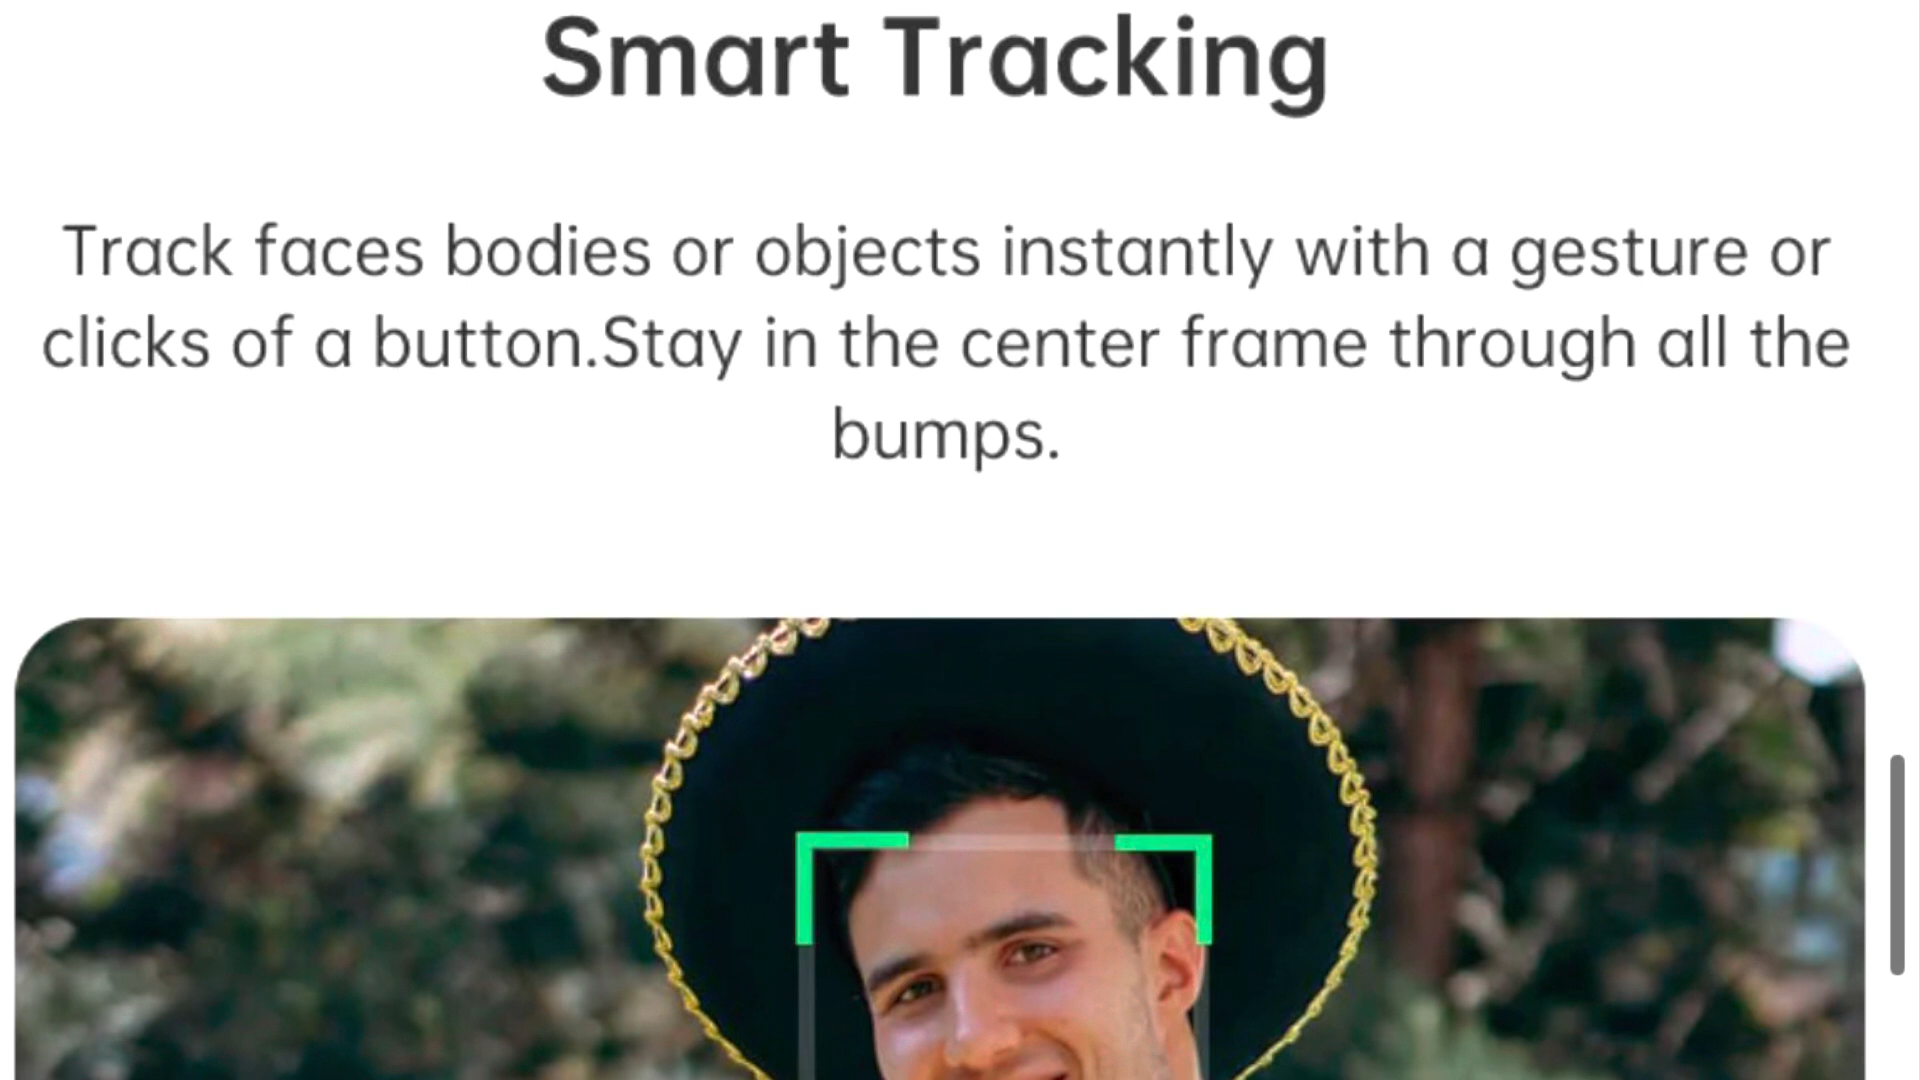 Smart Tracking
Track faces bodies or objects instantly with a gesture or
clicks of a button.Stay in the center frame through all the
bumps.